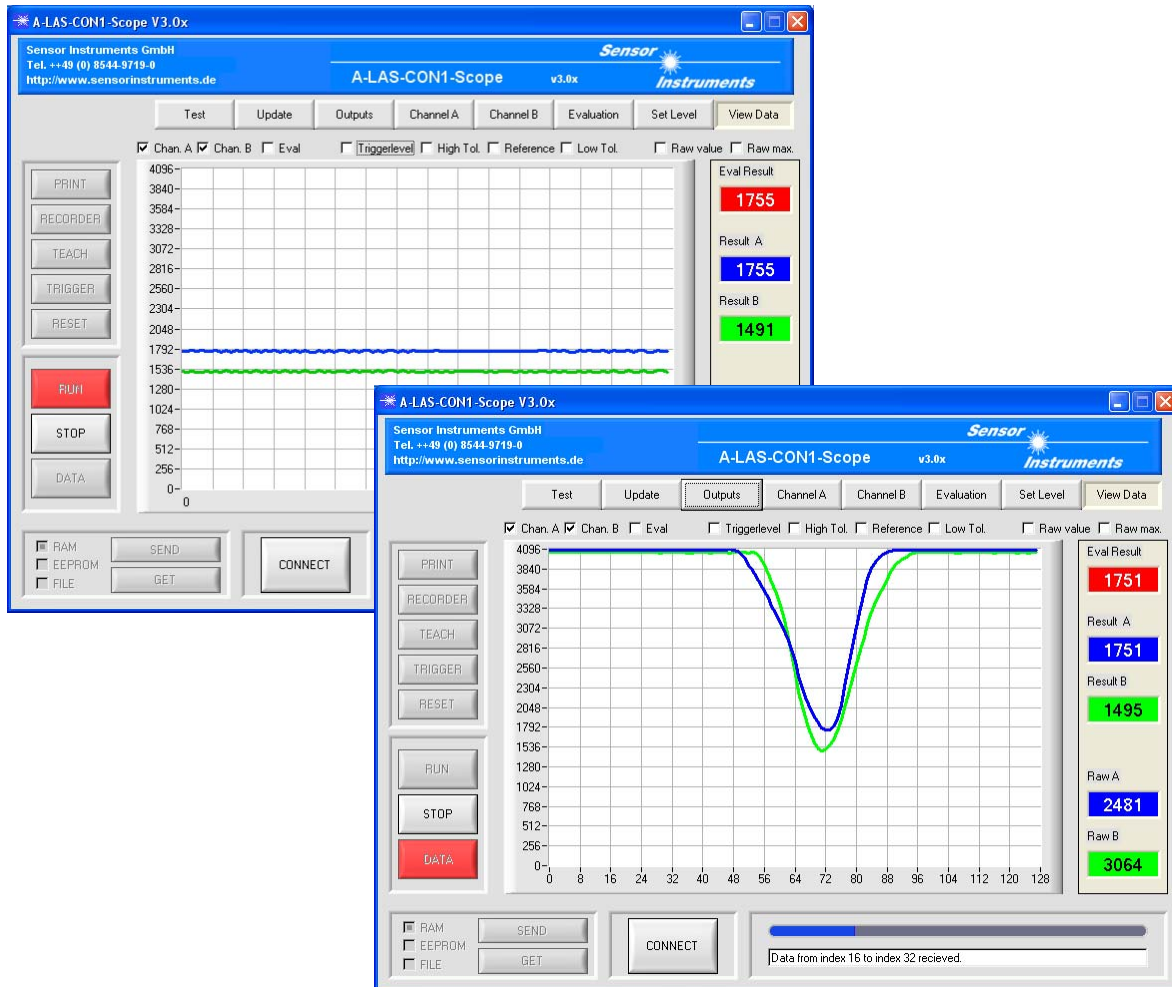 A-LAS-CON1-Scope V3.0x
Sensor Instruments GmbH
Tel. ++49 (0) 8544-9719-0
http://www.sensorinstruments.de
A-LAS-CON1-Scope v3.0x
Sensor
Instruments
Test Update Outputs Channel A Channel B Evaluation Set Level View Data
Chan. A Chan. B Eval Triggerlevel High Tol. Reference Low Tol. Raw value Raw max.
PRINT
RECORDER
TEACH
TRIGGER
RESET
RUN
STOP
DATA
4096
3840
3584
3328
3072
2816
2560
2304
2048
1792
1536
1280
1024
768
512
256
0
0
Eval Result
1755
Result A
1755
Result B
1491
RAM
EEPROM
FILE
SEND
GET
CONNECT
A-LAS-CON1-Scope V3.0x
Sensor Instruments GmbH
Tel. ++49 (0) 8544-9719-0
http://www.sensorinstruments.de
A-LAS-CON1-Scope v3.0x
Sensor
Instruments
Test Update Outputs Channel A Channel B Evaluation Set Level View Data
Chan. A Chan. B Eval Triggerlevel High Tol. Reference Low Tol. Raw value Raw max.
PRINT
RECORDER
TEACH
TRIGGER
RESET
RUN
STOP
DATA
4096
3840
3584
3328
3072
2816
2560
2304
2048
1792
1536
1280
1024
768
512
256
0
0 8 16 24 32 40 48 56 64 72 80 88 96 104 112 120 128
Eval Result
1751
Result A
1751
Result B
1495
Raw A
2481
Raw B
3064
RAM
EEPROM
FILE
SEND
GET
CONNECT
Data from index 16 to index 32 recieved.